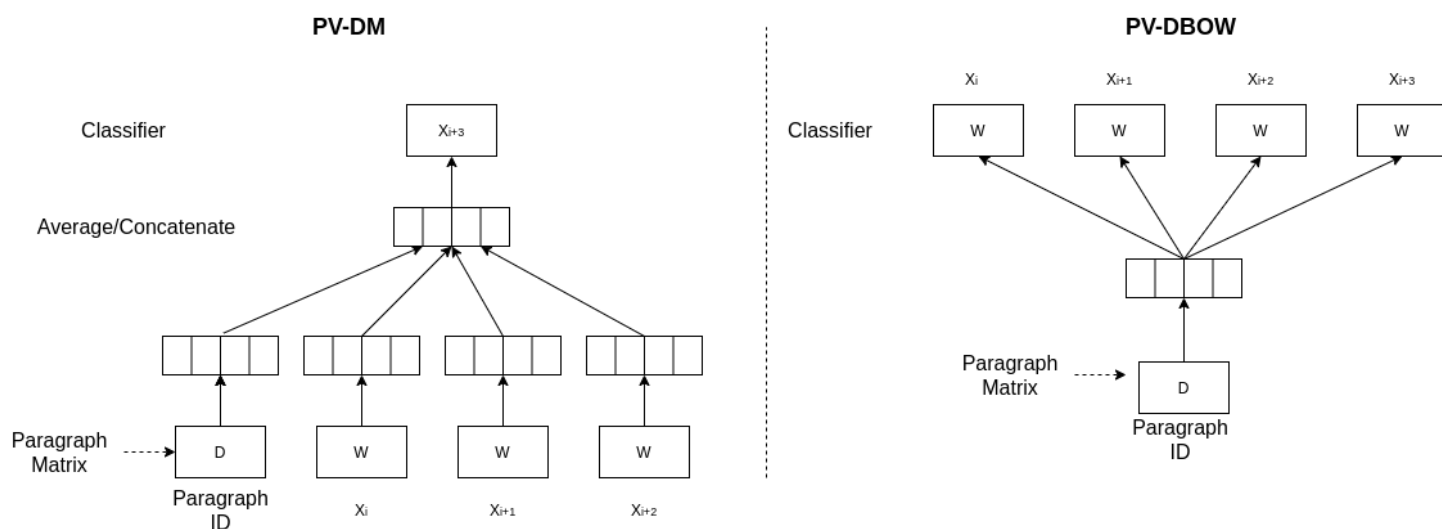 PV-DM
Classifier
Xi+3
Average/Concatenate
Paragraph
Matrix
D
W
W
W
Paragraph
ID
Xi
Xi+1
Xi+2
PV-DBOW
Xi
Xi+1
Xi+2
Xi+3
Classifier
W
W
W
W
Paragraph
Matrix
D
Paragraph
ID